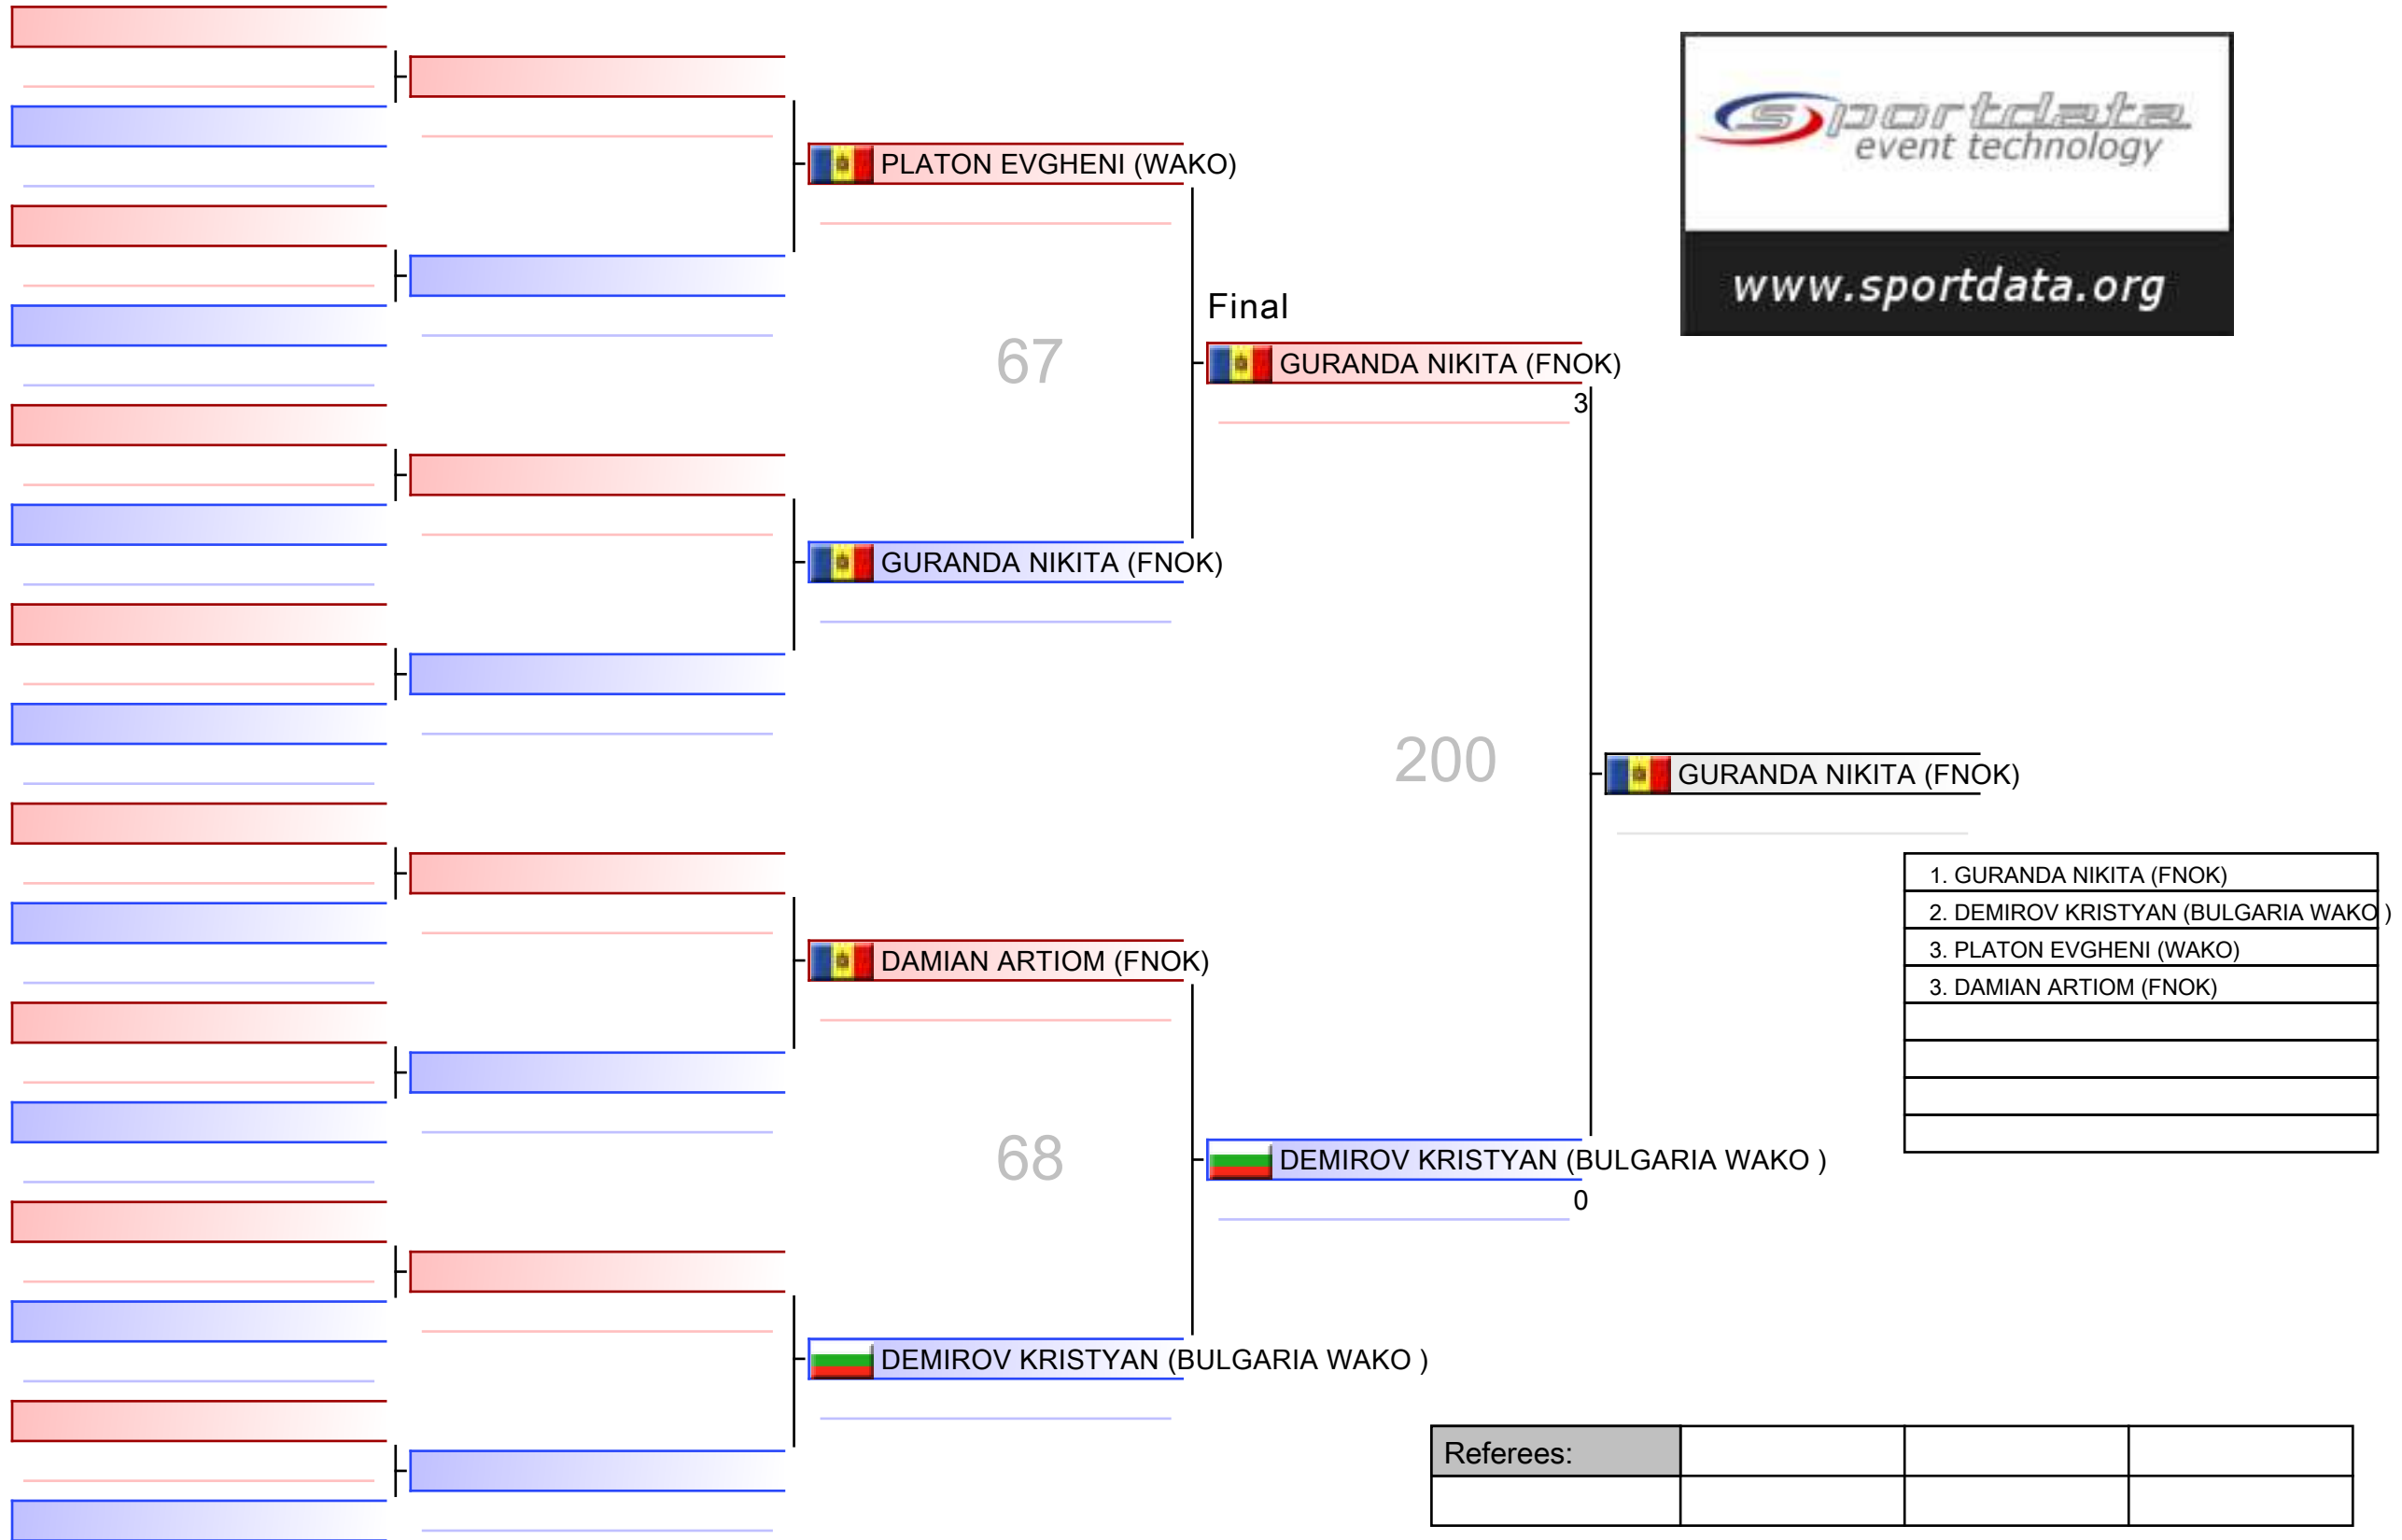 sportdata
event technology
www.sportdata.org
PLATON EVGHENI (WAKO)
Final
67
GURANDA NIKITA (FNOK)
3
GURANDA NIKITA (FNOK)
200
GURANDA NIKITA (FNOK)
1. GURANDA NIKITA (FNOK)
2. DEMIROV KRISTYAN (BULGARIA WAKO )
3. PLATON EVGHENI (WAKO)
3. DAMIAN ARTIOM (FNOK)
DAMIAN ARTIOM (FNOK)
68
DEMIROV KRISTYAN (BULGARIA WAKO )
0
DEMIROV KRISTYAN (BULGARIA WAKO )
Referees: